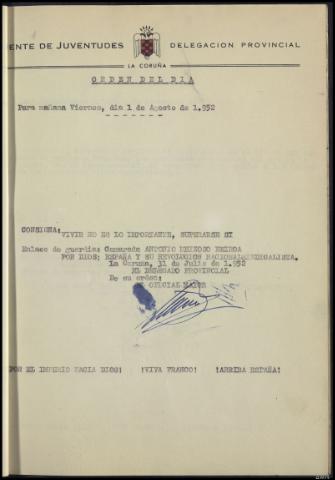 ENTE DE JUVENTUDES DELEGACION PROVINCIAL
LA CORUÑA
ORDEN DEL DIA
Para mañana Viernes, dia 1 de Agosto de 1.952
CONSIGNA: VIVIR NO ES LO IMPORTANTE, SUPERARSE SI
Enlace de guardia: Camarada ANTONIO
POR DIOS; ESPAÑA Y SU REVOLUCION NACIONALSINDICALISTA.
La Coruña, 31 de Julio de 1.952
EL DELEGADO PROVINCIAL
De su orden:
EL OFICIAL MAYOR
POR EL IMPERIO HACIA DIOS! ¡VIVA FRANCO! ¡ARRIBA ESPAÑA!